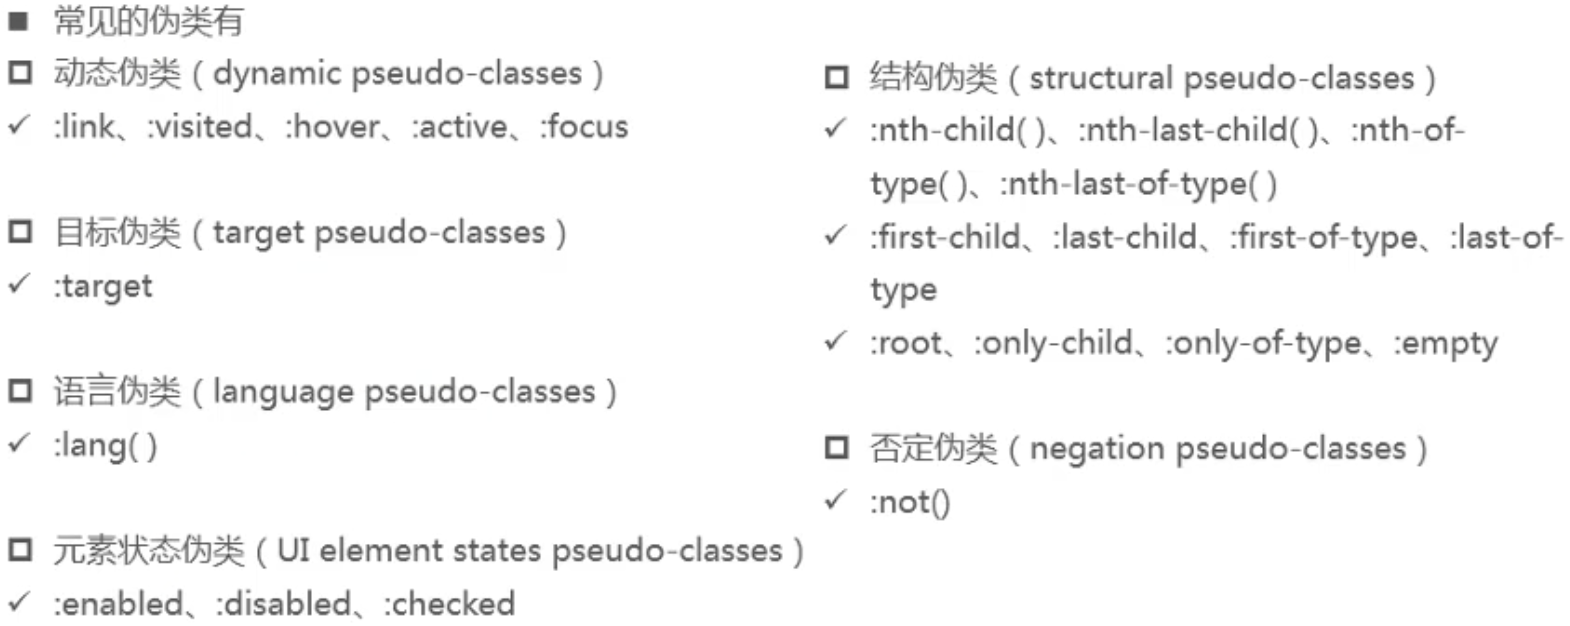 常见的伪类有
动态伪类（dynamic pseudo-classes）
:link、:visited、:hover、:active、:focus
目标伪类（target pseudo-classes）
:target
语言伪类（language pseudo-classes）
:lang( )
元素状态伪类（UI element states pseudo-classes）
:enabled、:disabled、:checked
结构伪类（structural pseudo-classes）
:nth-child( )、:nth-last-child( )、:nth-of-
type( )、:nth-last-of-type( )
:first-child、:last-child、:first-of-type、:last-of-
type
:root、:only-child、:only-of-type、:empty
否定伪类（negation pseudo-classes）
:not()